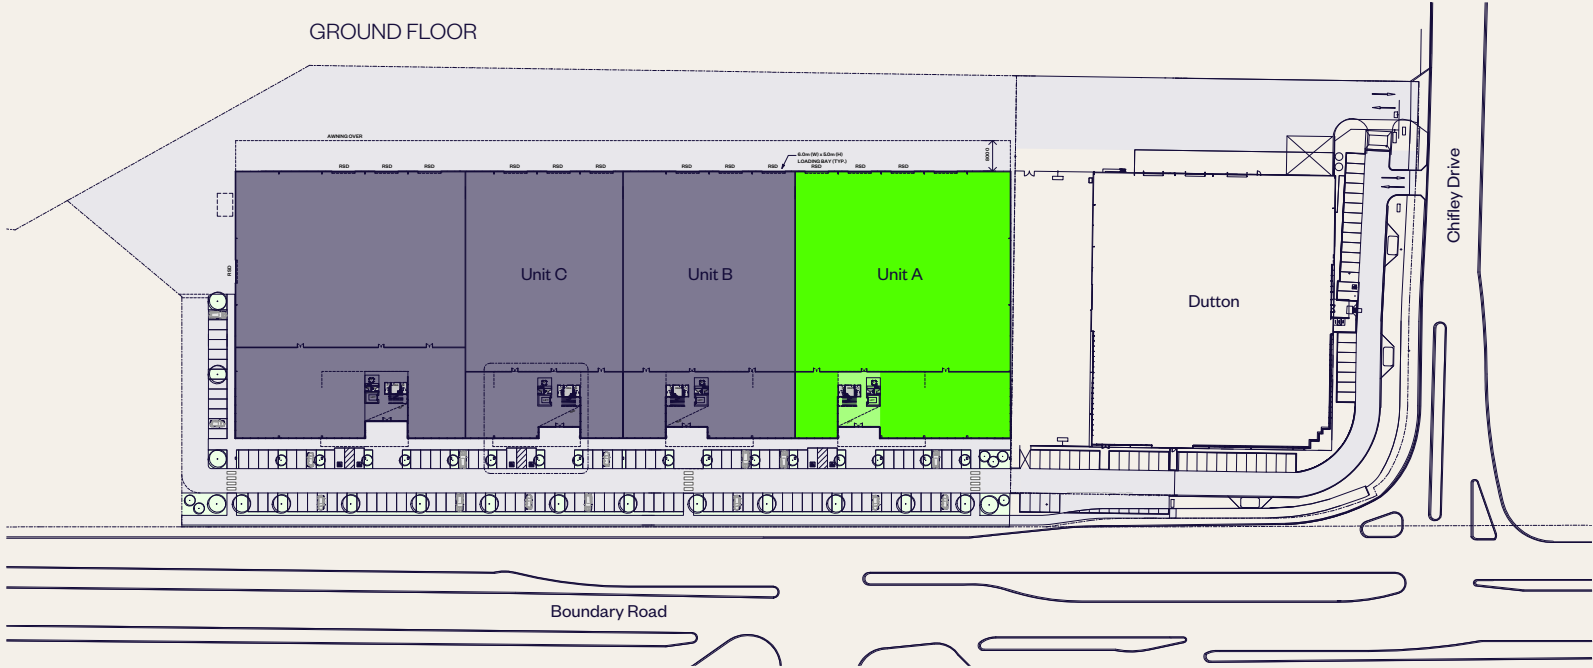 GROUND FLOOR
AWNING OVER
6.0m (W) x 5.0m (H)
LOADING BAY (TYP.)
8000
RSD
RSD
RSD
RSD
RSD
RSD
RSD
RSD
RSD
RSD
RSD
RSD
RSD
Unit C
Unit B
Unit A
Dutton
Chifley Drive
Boundary Road